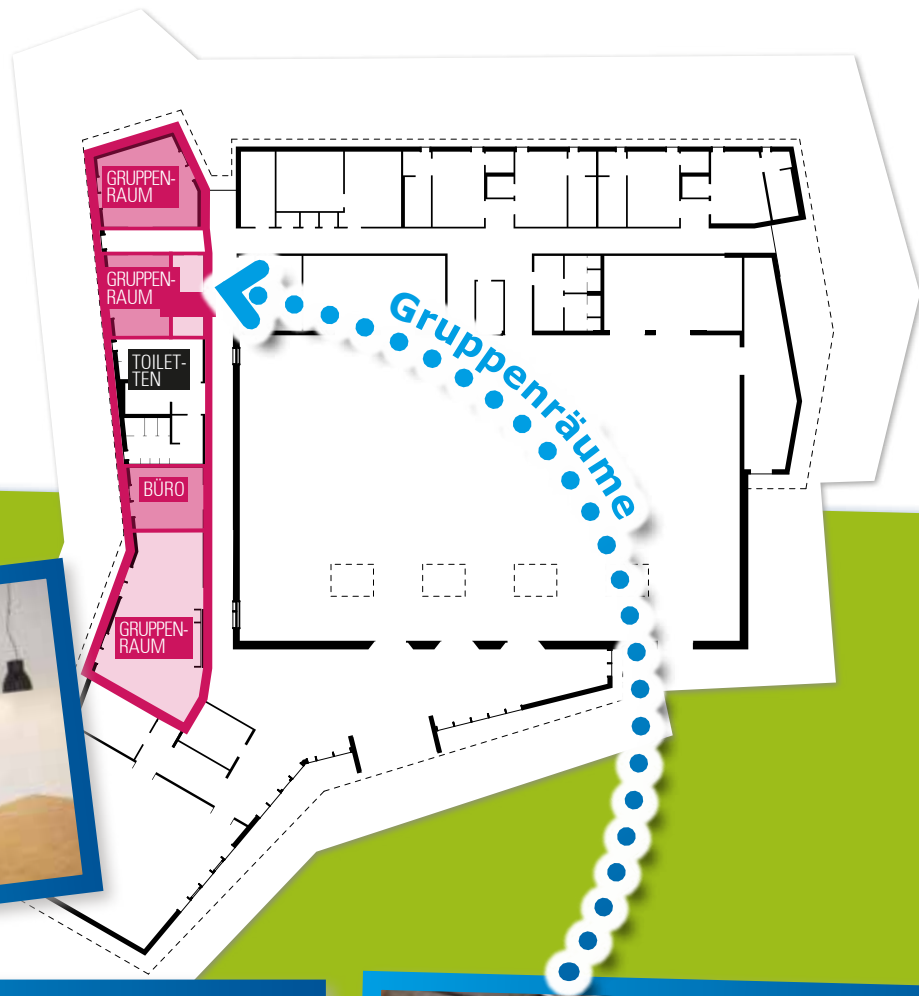 GRUPPEN-
RAUM
GRUPPEN-
RAUM
Gruppenräume
TOILET-
TEN
BÜRO
GRUPPEN-
RAUM